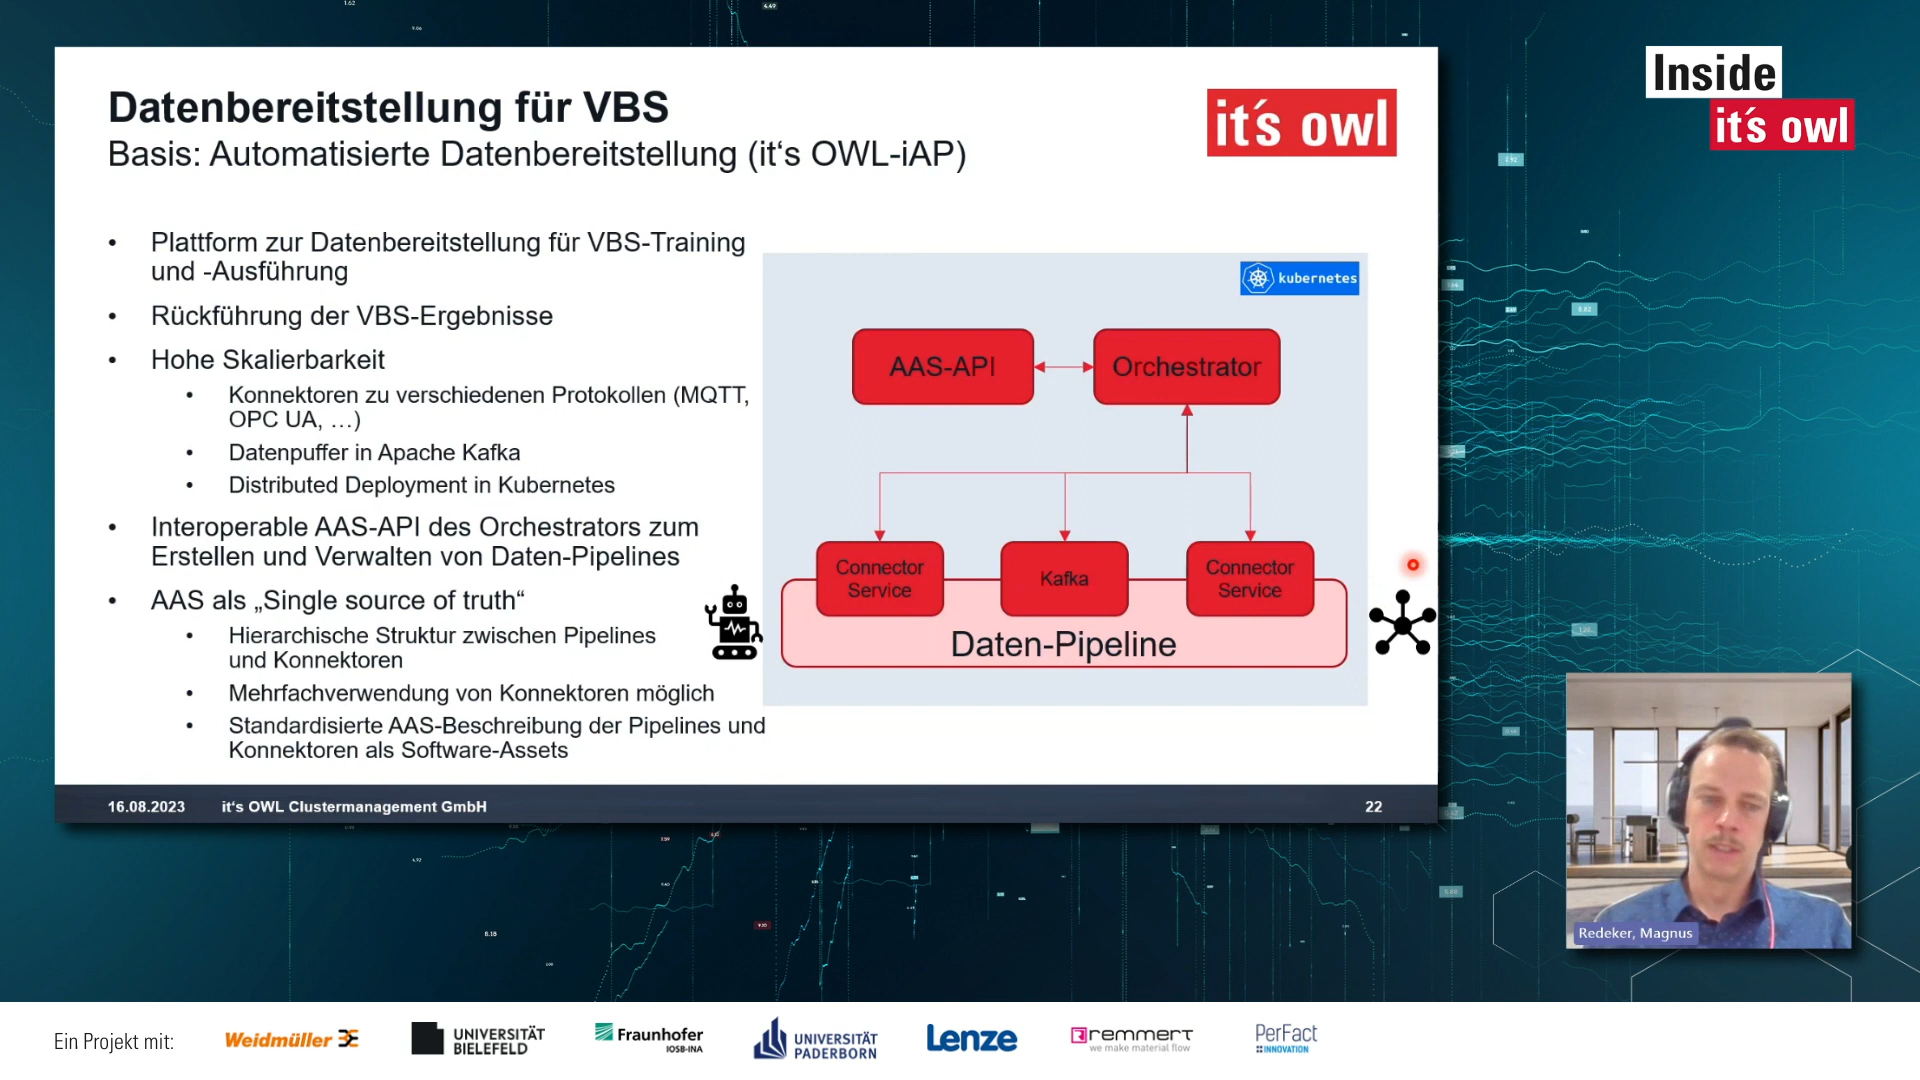 Datenbereitstellung für VBS
Basis: Automatisierte Datenbereitstellung (it‘s OWL-iAP)
it´s owl
Inside
it´s owl
• Plattform zur Datenbereitstellung für VBS-Training
und -Ausführung
• Rückführung der VBS-Ergebnisse
• Hohe Skalierbarkeit
• Konnektoren zu verschiedenen Protokollen (MQTT,
OPC UA, …)
• Datenpuffer in Apache Kafka
• Distributed Deployment in Kubernetes
• Interoperable AAS-API des Orchestrators zum
Erstellen und Verwalten von Daten-Pipelines
• AAS als „Single source of truth“
• Hierarchische Struktur zwischen Pipelines
und Konnektoren
• Mehrfachverwendung von Konnektoren möglich
• Standardisierte AAS-Beschreibung der Pipelines und
Konnektoren als Software-Assets
kubernetes
AAS-API
Orchestrator
Connector
Service
Kafka
Connector
Service
Daten-Pipeline
16.08.2023
it‘s OWL Clustermanagement GmbH
22
Redeker, Magnus
Ein Projekt mit:
Weidmüller
UNIVERSITÄT
BIELEFELD
Fraunhofer
IOSB-INA
UNIVERSITÄT
PADERBORN
Lenze
remmert
we make material flow
PerFact
INNOVATION